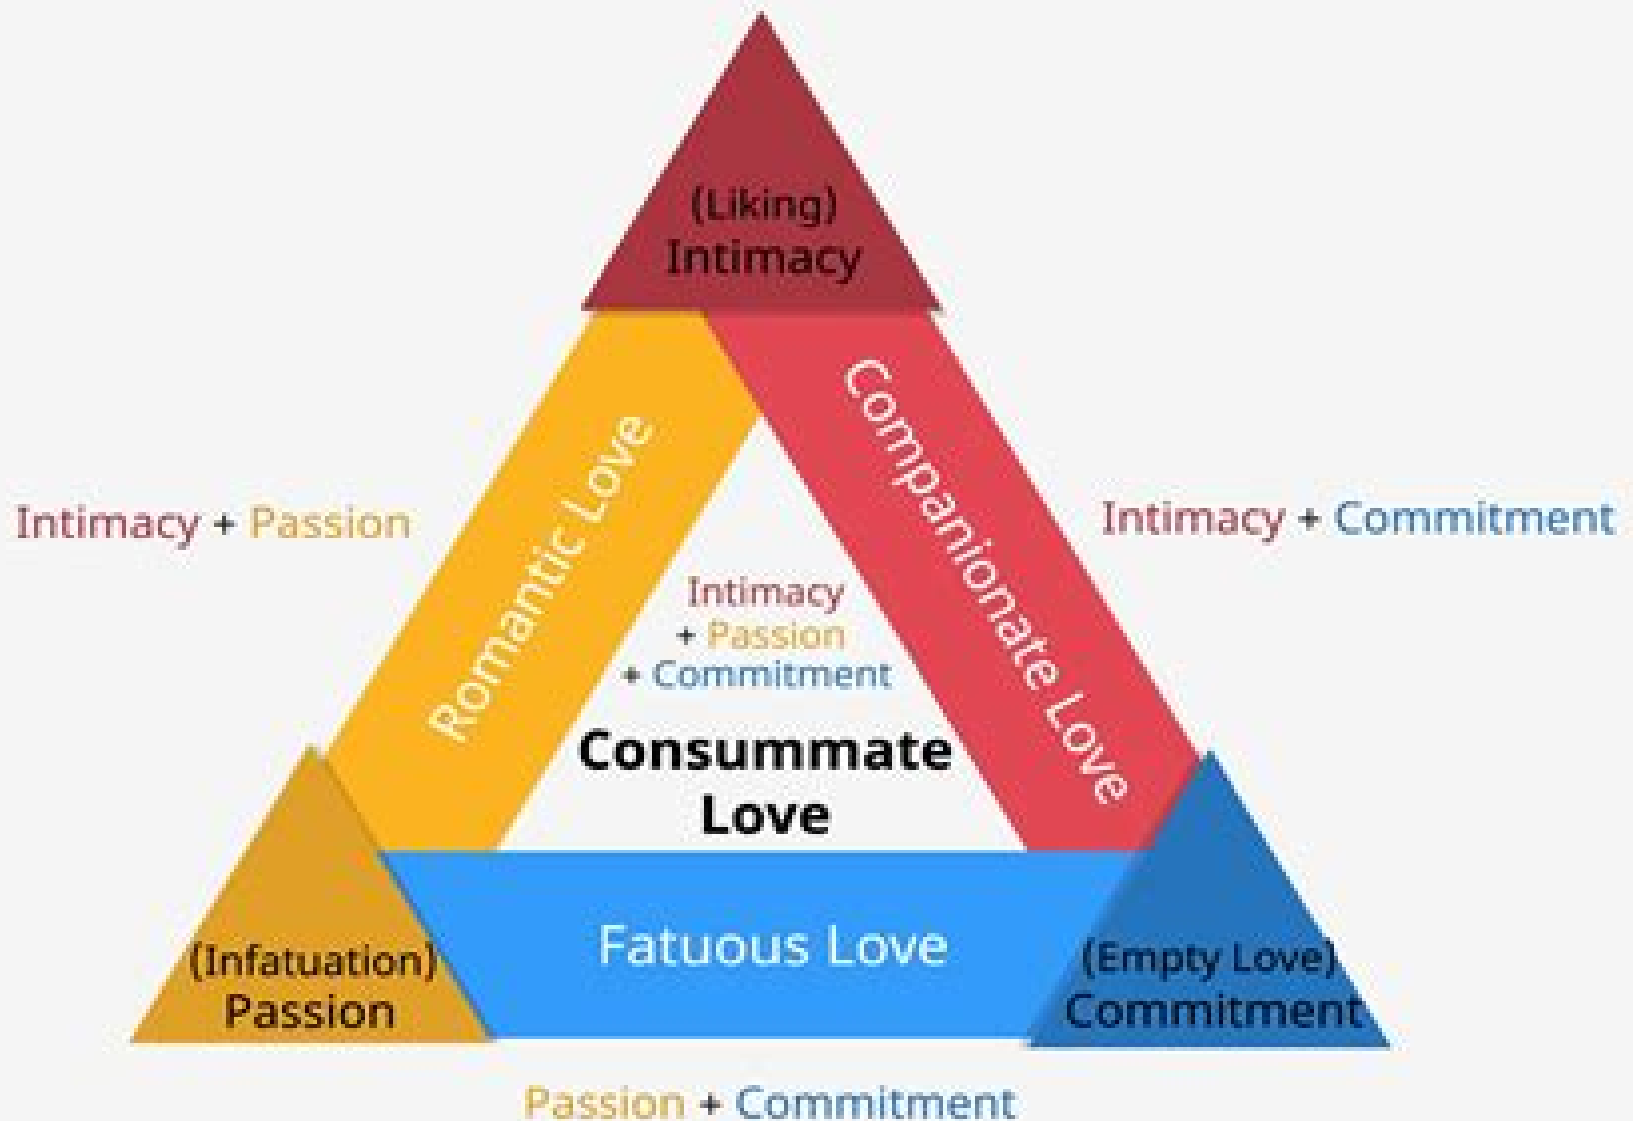 (Liking)
Intimacy
Romantic Love
Companionate Love
Intimacy + Passion
Intimacy + Commitment
Intimacy
+ Passion
+ Commitment
Consummate
Love
(Infatuation)
Passion
Fatuous Love
(Empty Love)
Commitment
Passion + Commitment